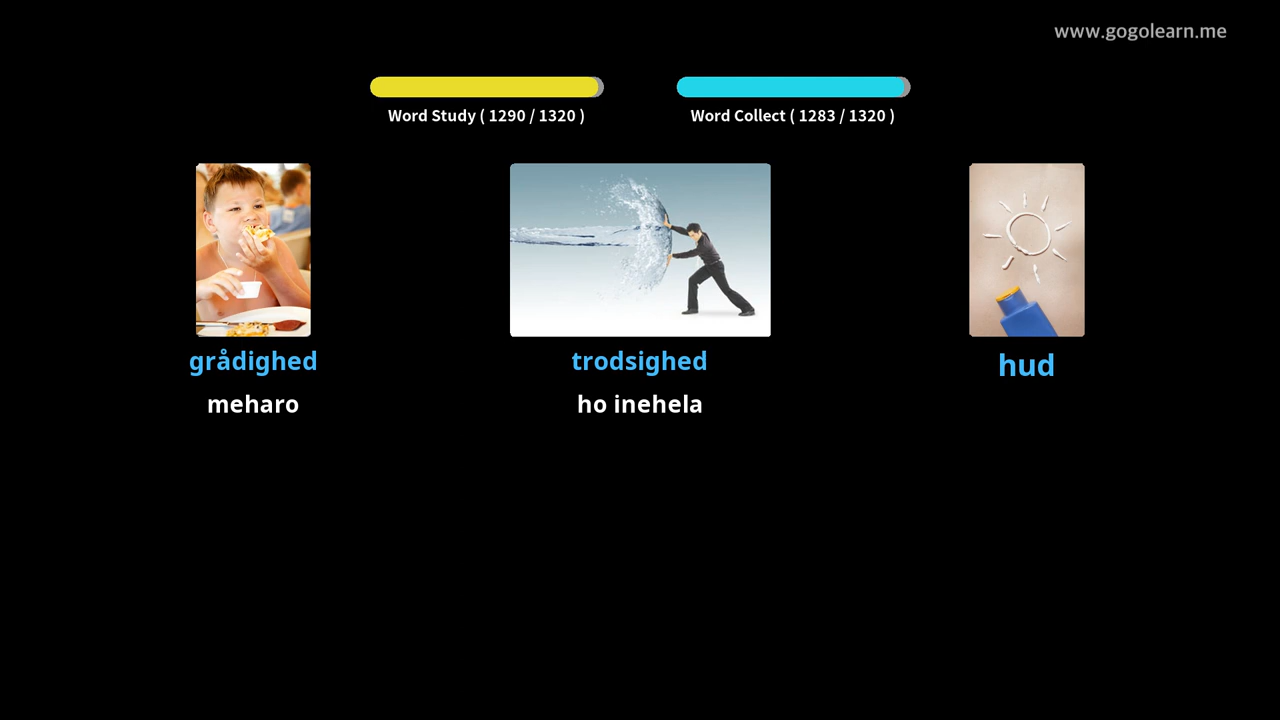 www.gogolearn.me
Word Study ( 1290 / 1320 )
Word Collect ( 1283 / 1320 )
grådighed
meharo
trodsighed
ho inehela
hud